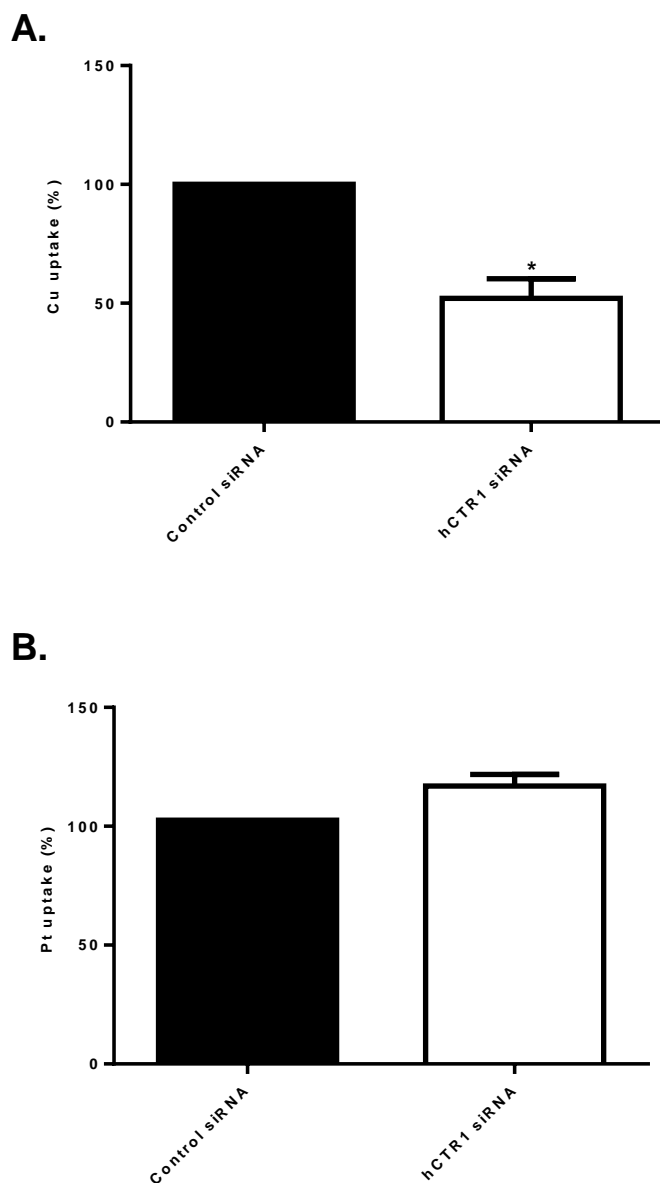 A.
150
100
50
0
Cu uptake (%)
*
Control siRNA
hCTR1 siRNA
B.
150
100
50
0
Pt uptake (%)
Control siRNA
hCTR1 siRNA